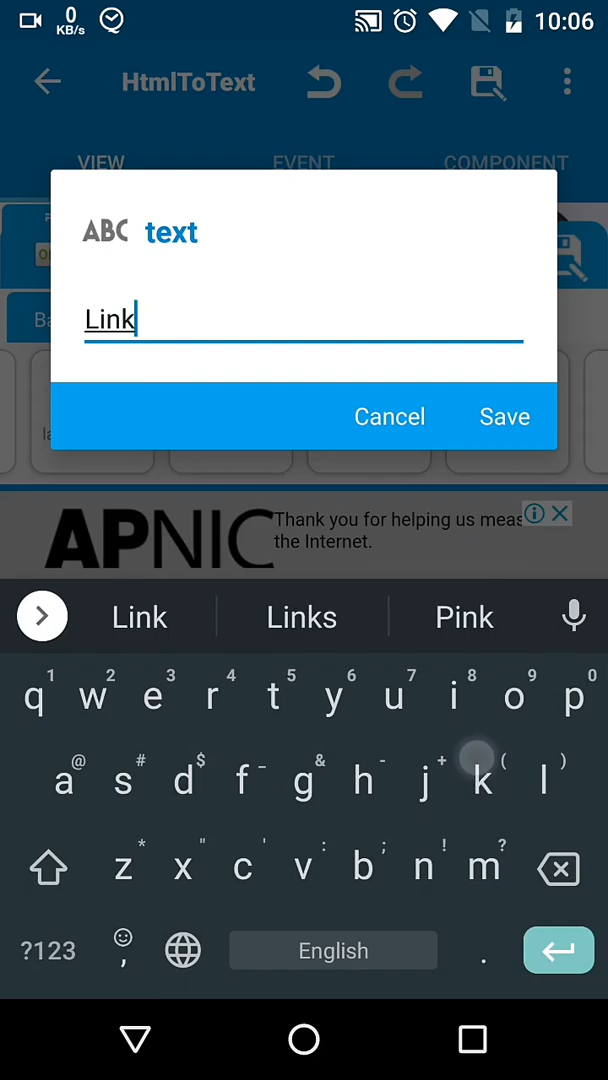 0 KB/s 10:06
HtmlToText
VIEW EVENT COMPONENT
ABC text
Link
Cancel Save
APNIC Thank you for helping us meas
the Internet.
Link Links Pink
1 2 3 4 5 6 7 8 9 0
q w e r t y u i o p
@ # $ _ & - + ( )
a s d f g h j k l
* " ' : ; ! ?
z x c v b n m
?123 , English .